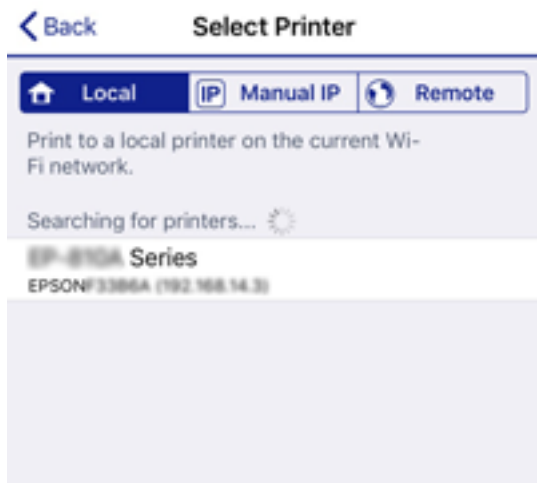 Back
Select Printer
Local
IP Manual IP
Remote
Print to a local printer on the current Wi-
Fi network.
Searching for printers...
Series
EPSON